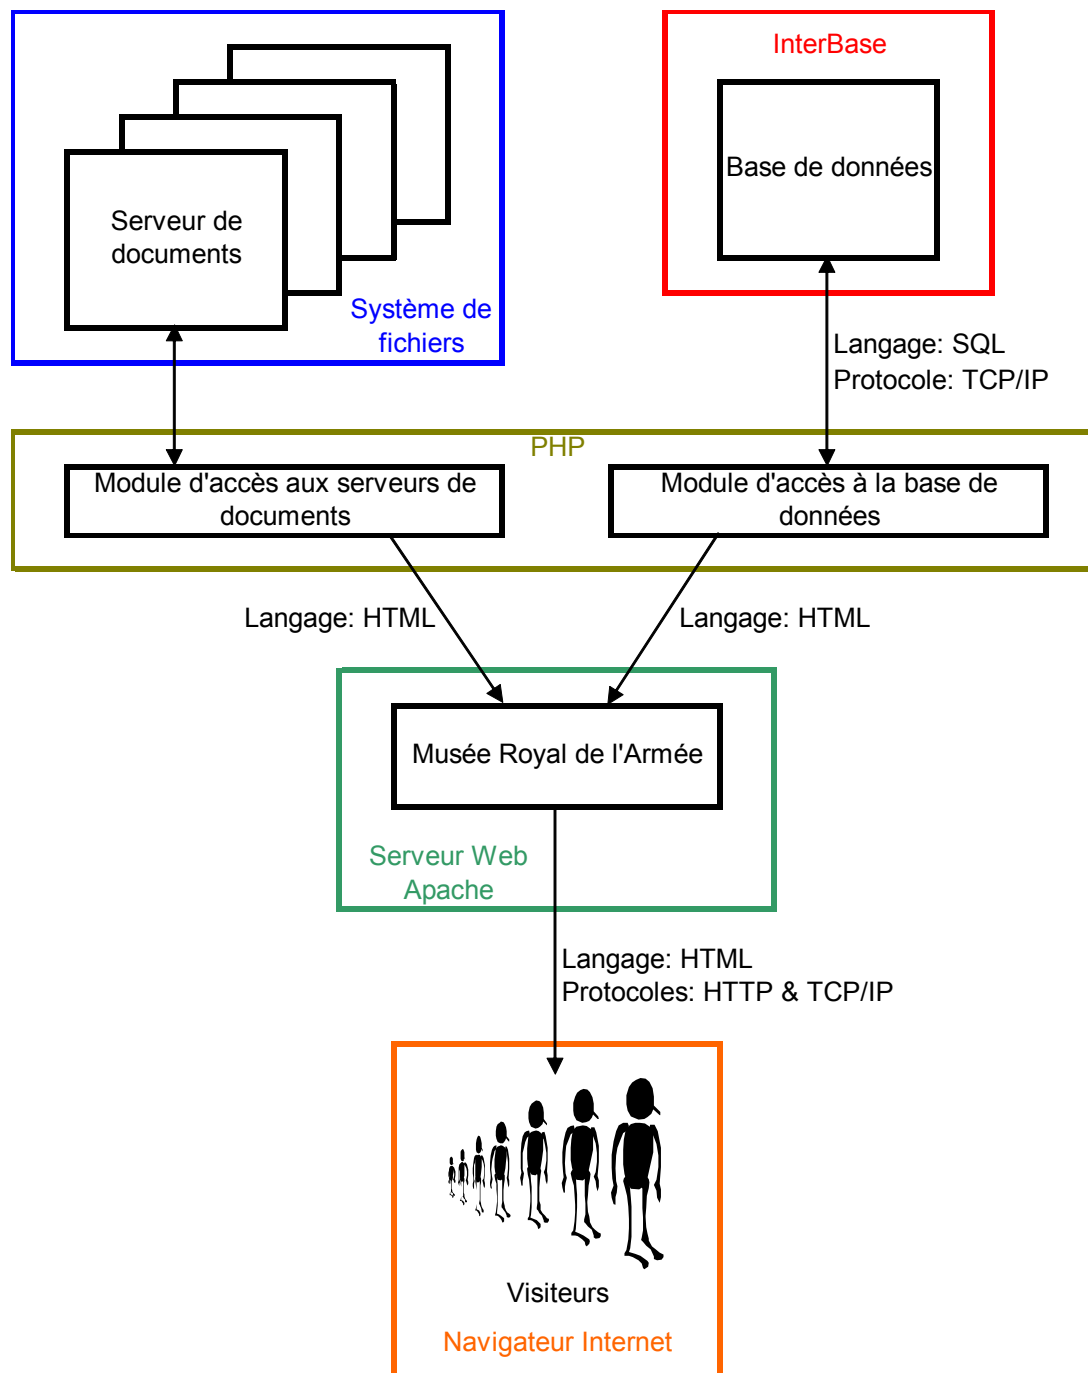 InterBase
Serveur de
documents
Base de données
Système de
fichiers
Langage: SQL
Protocole: TCP/IP
PHP
Module d'accès aux serveurs de
documents
Module d'accès à la base de
données
Langage: HTML
Langage: HTML
Musée Royal de l'Armée
Serveur Web
Apache
Langage: HTML
Protocoles: HTTP & TCP/IP
Visiteurs
Navigateur Internet